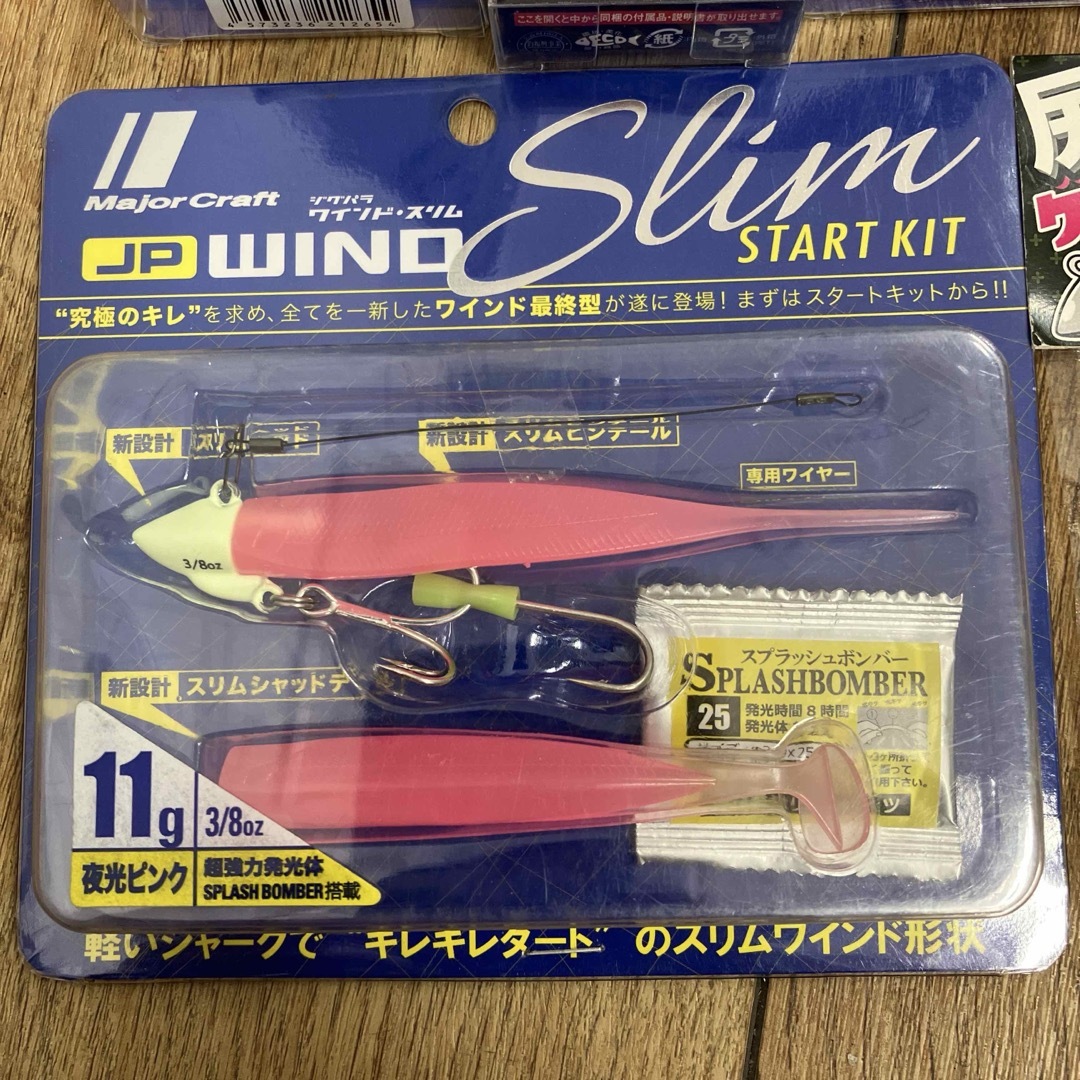 4 573236 212654
ここを開くと中から同梱の付属品・説明書が取り出せます。
紙
プラ
Major Craft
ジグパラ
ワインド・スリム
Slim
JP WIND
START KIT
“究極のキレ”を求め、全てを一新したワインド最終型が遂に登場！まずはスタートキットから!!
新設計
新設計 スリムピンテール
専用ワイヤー
3/8oz
新設計 スリムシャッドテ
スプラッシュボンバー
SPLASHBOMBER
25 発光時間8時間
発光体
11g
3/8oz
夜光ピンク
超強力発光体
SPLASH BOMBER搭載
軽いジャークで “キレキレダート” のスリムワインド形状